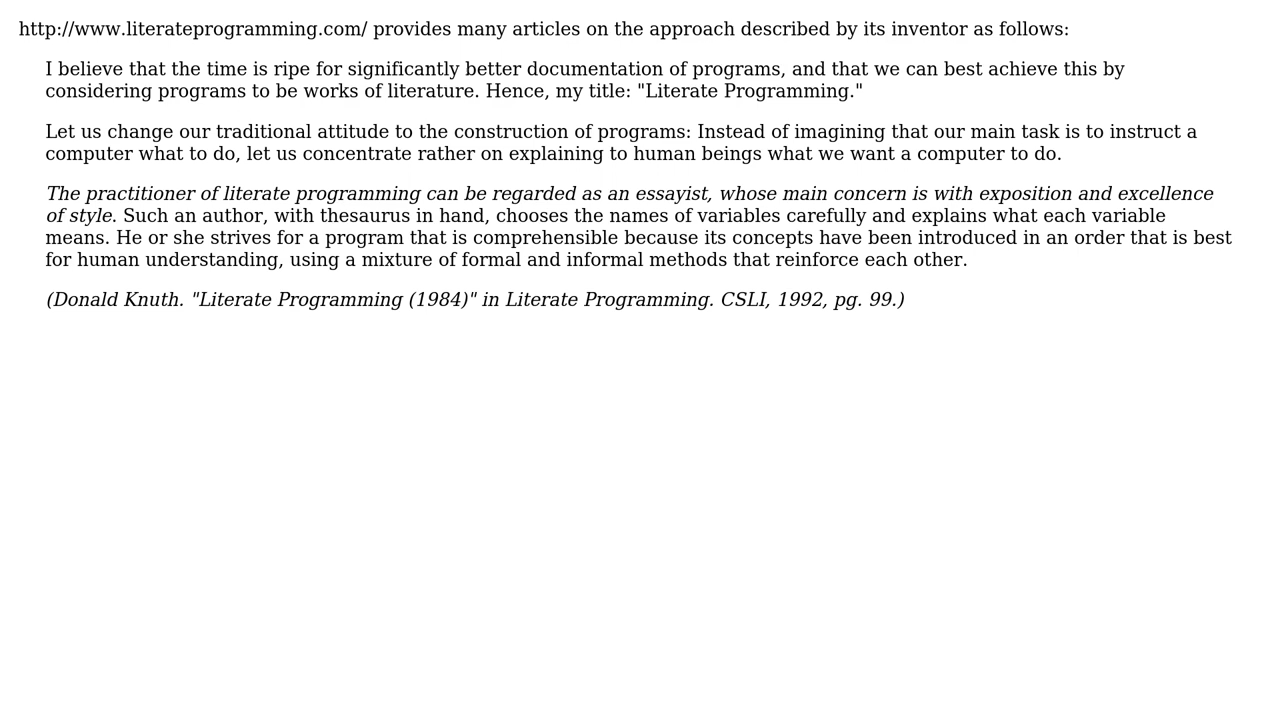 http://www.literateprogramming.com/ provides many articles on the approach described by its inventor as follows:
I believe that the time is ripe for significantly better documentation of programs, and that we can best achieve this by
considering programs to be works of literature. Hence, my title: "Literate Programming."
Let us change our traditional attitude to the construction of programs: Instead of imagining that our main task is to instruct a
computer what to do, let us concentrate rather on explaining to human beings what we want a computer to do.
The practitioner of literate programming can be regarded as an essayist, whose main concern is with exposition and excellence
of style. Such an author, with thesaurus in hand, chooses the names of variables carefully and explains what each variable
means. He or she strives for a program that is comprehensible because its concepts have been introduced in an order that is best
for human understanding, using a mixture of formal and informal methods that reinforce each other.
(Donald Knuth. "Literate Programming (1984)" in Literate Programming. CSLI, 1992, pg. 99.)